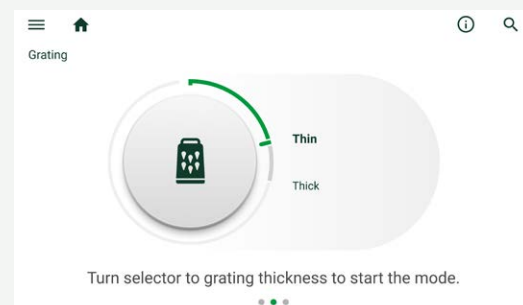 Grating
Thin
Thick
Turn selector to grating thickness to start the mode.